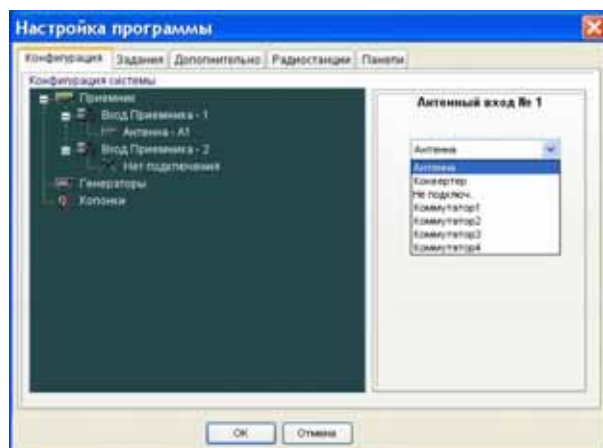 Настройка программы
Конфигурация Задания Дополнительно Радиостанции Панели
Конфигурация системы
Приемник
Вход Приемника - 1
Антенна - А1
Вход Приемника - 2
Нет подключения
Генераторы
Колонки
Антенный вход № 1
Антенна
Антенна
Конвертер
Не подключ.
Коммутатор1
Коммутатор2
Коммутатор3
Коммутатор4
ОК Отмена